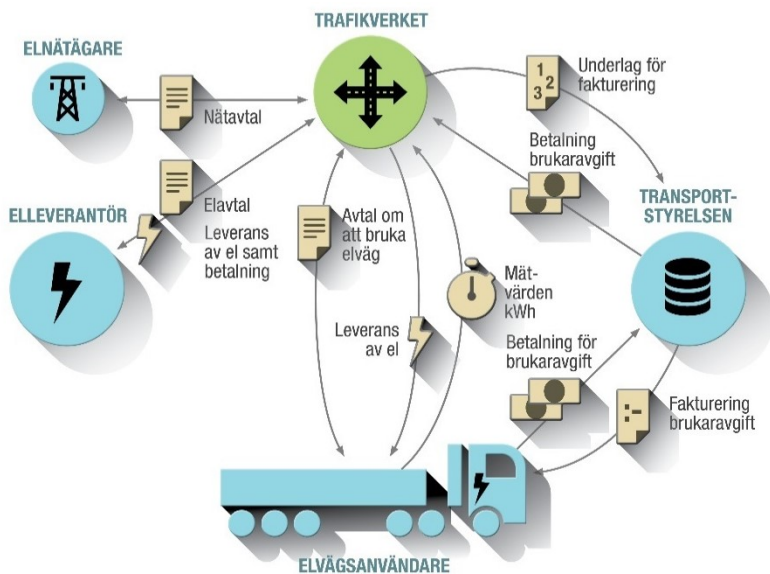 TRAFIKVERKET
ELNÄTÄGARE
Nätavtal
Underlag för
fakturering
1
2
3
Betalning
brukaravgift
TRANSPORT-
STYRELSEN
ELLEVERANTÖR
Elavtal
Leverans
av el samt
betalning
Avtal om
att bruka
elväg
Mät-
värden
kWh
Leverans
av el
Betalning för
brukaravgift
:-
Fakturering
brukaravgift
ELVÄGSANVÄNDARE